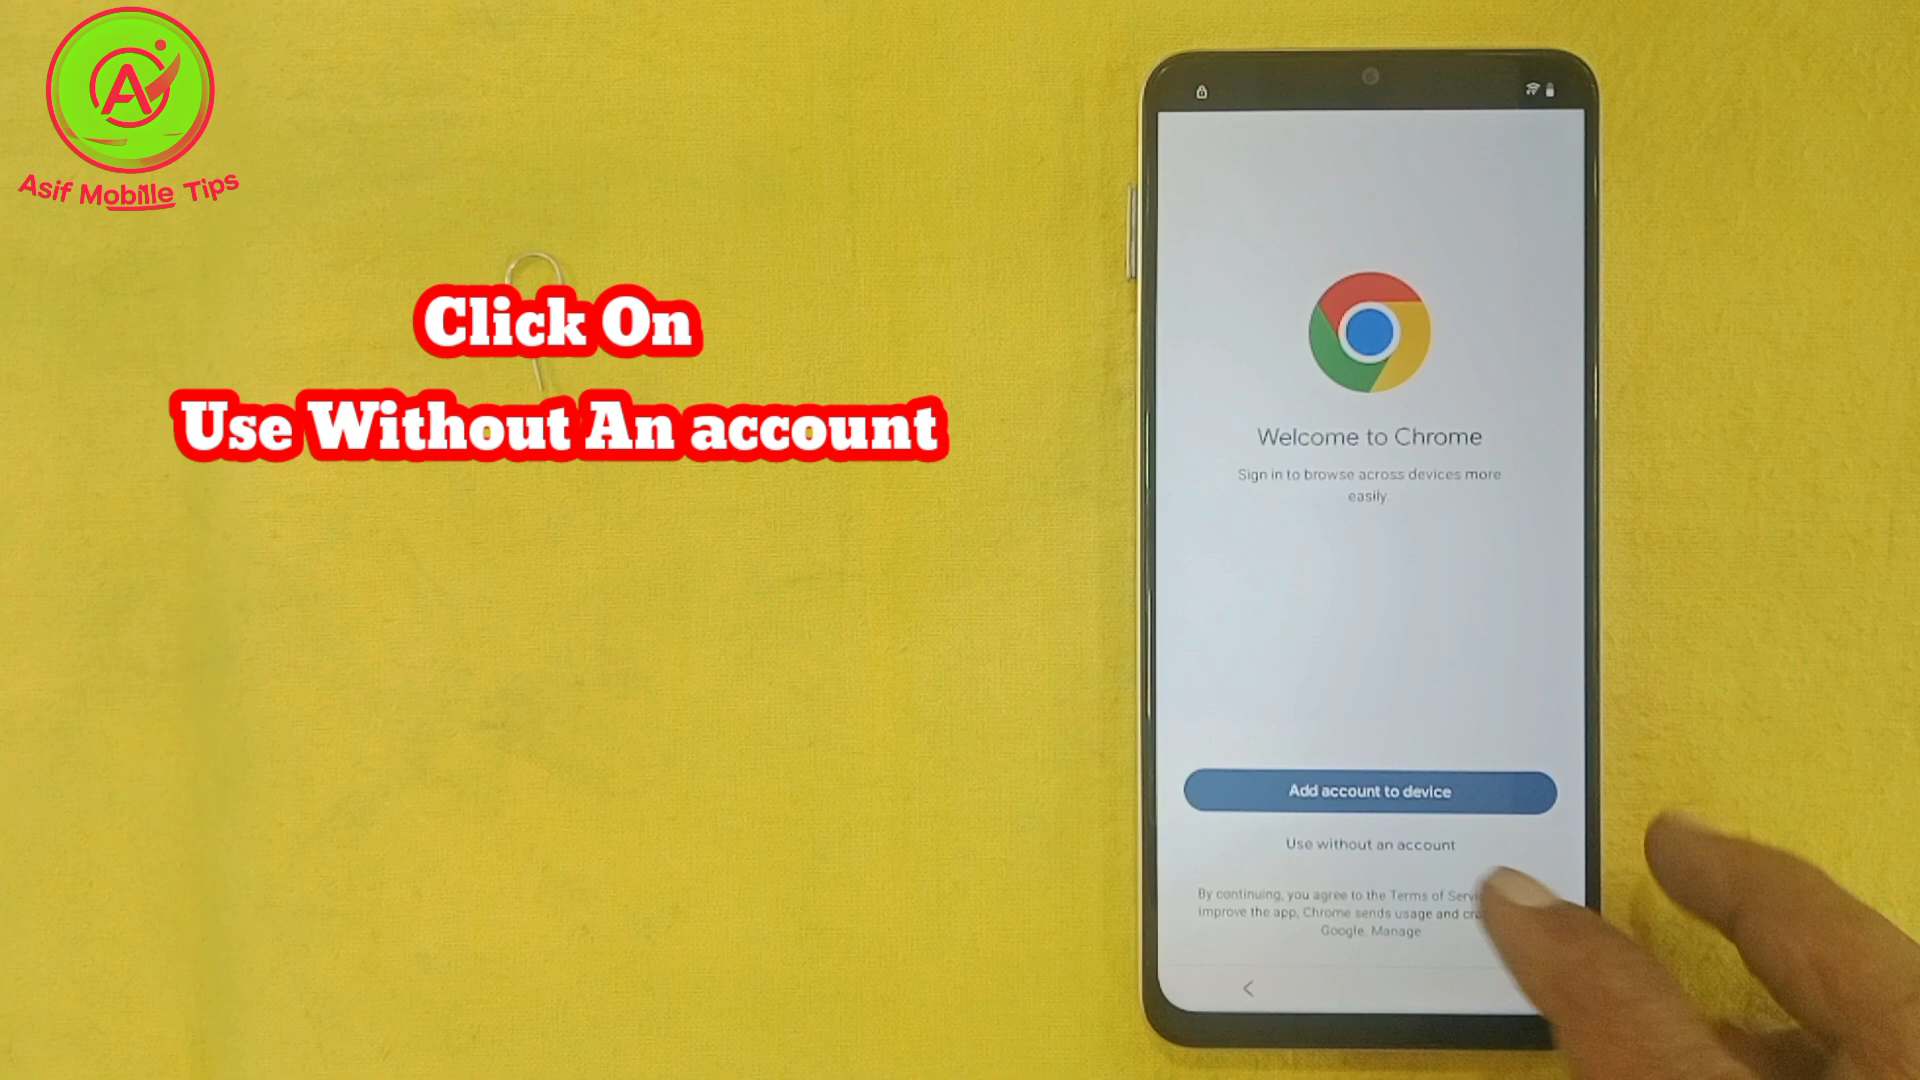 Asif Mobile Tips
Click On
Use Without An account
Welcome to Chrome
Sign in to browse across devices more
easily.
Add account to device
Use without an account
By continuing, you agree to the Terms of
improve the app, Chrome sends usage and
Google. Manage